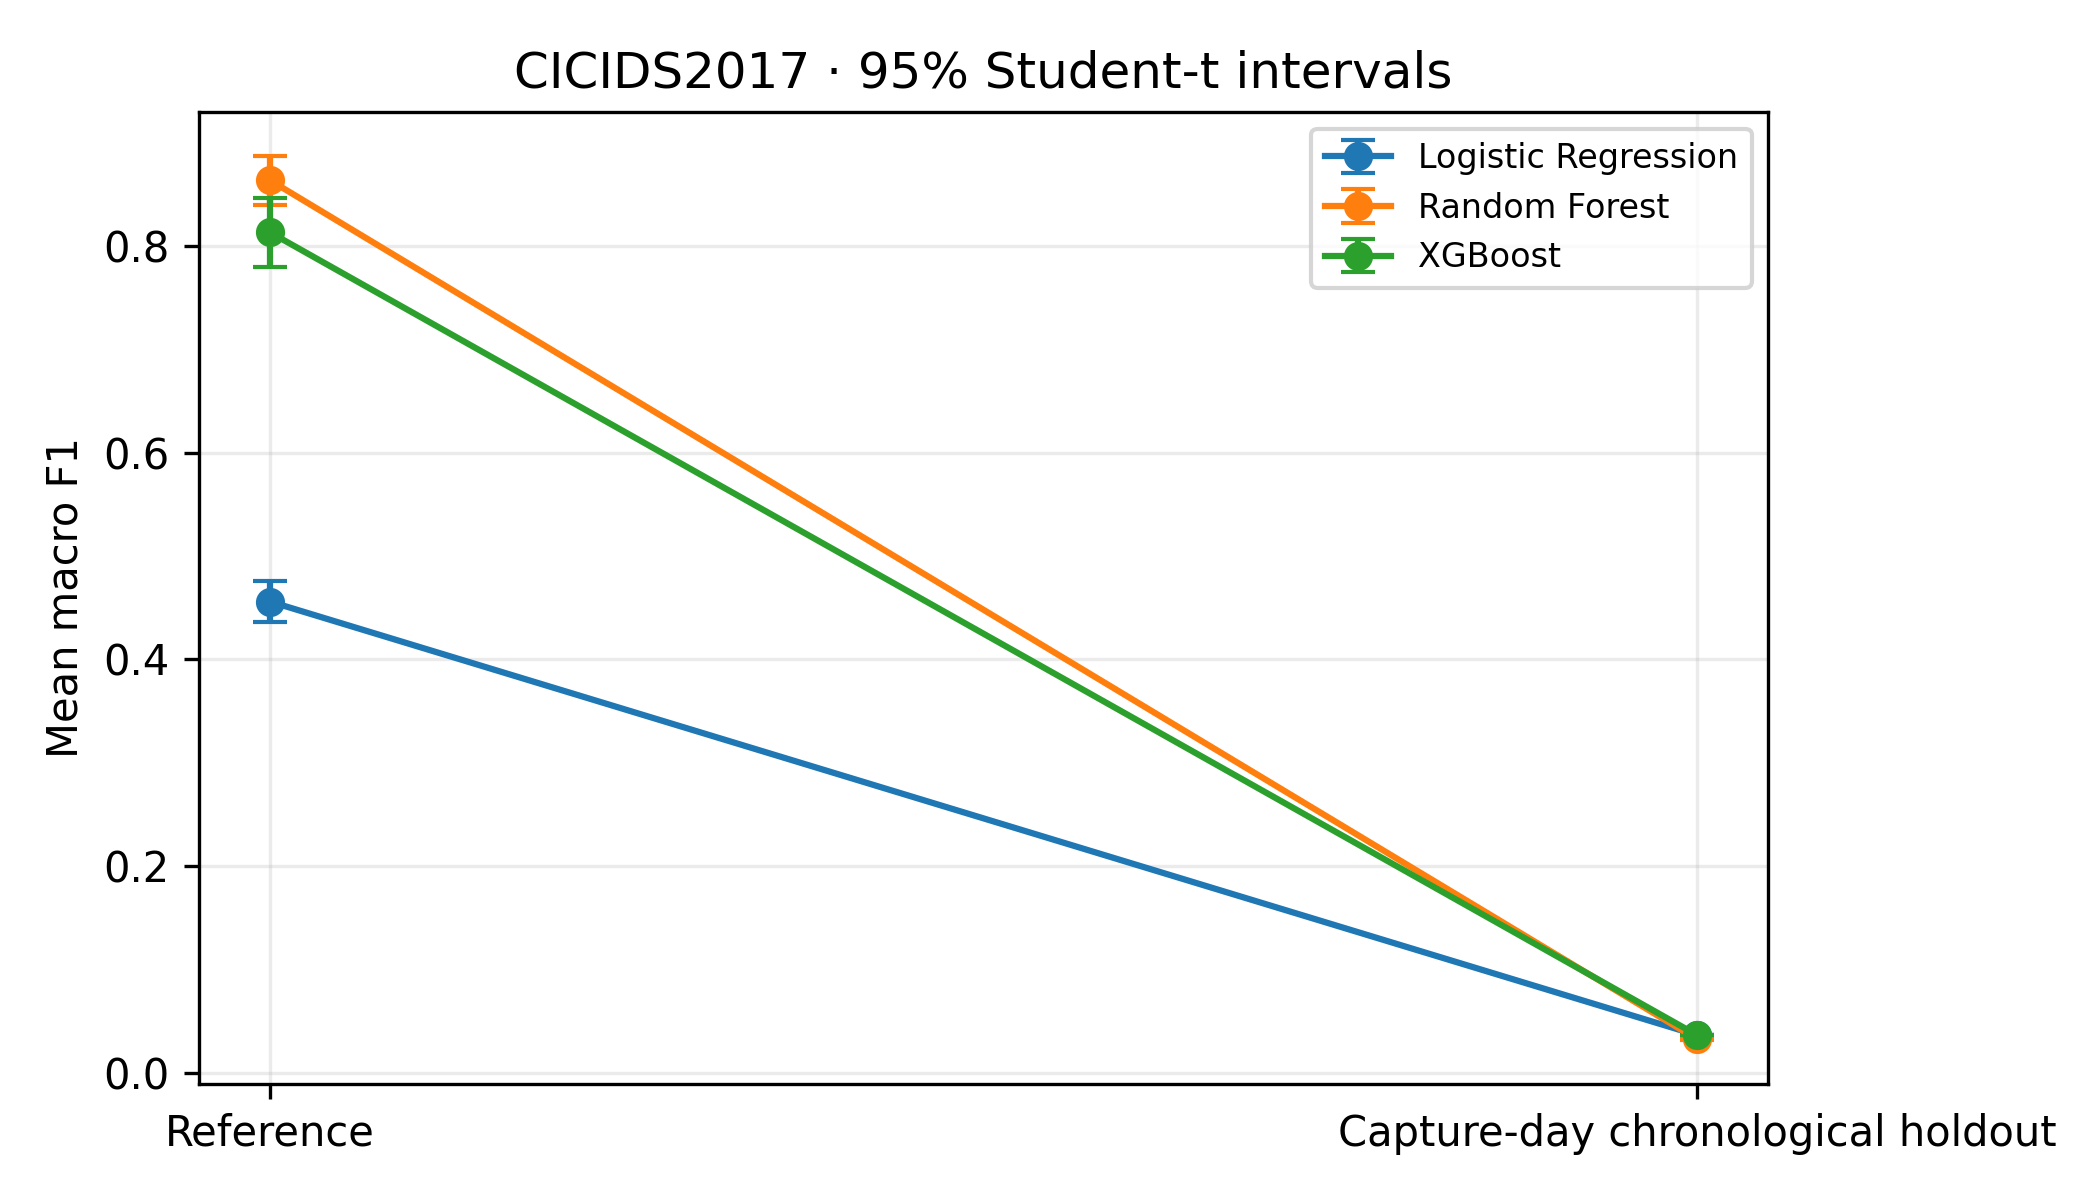 CICIDS2017 · 95% Student-t intervals
Logistic Regression
Random Forest
XGBoost
Mean macro F1
0.8
0.6
0.4
0.2
0.0
Reference
Capture-day chronological holdout